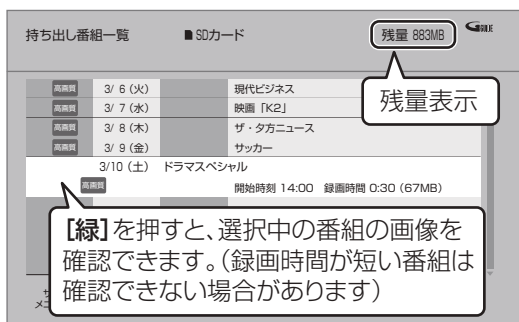 持ち出し番組一覧 SDカード 残量 883MB
残量表示
高画質 3/ 6（火） 現代ビジネス
高画質 3/ 7（水） 映画「K2」
高画質 3/ 8（木） ザ・夕方ニュース
高画質 3/ 9（金） サッカー
3/10（土） ドラマスペシャル
高画質 開始時刻 14:00 録画時間 0:30（67MB）
[緑]を押すと、選択中の番組の画像を
確認できます。（録画時間が短い番組は
確認できない場合があります）